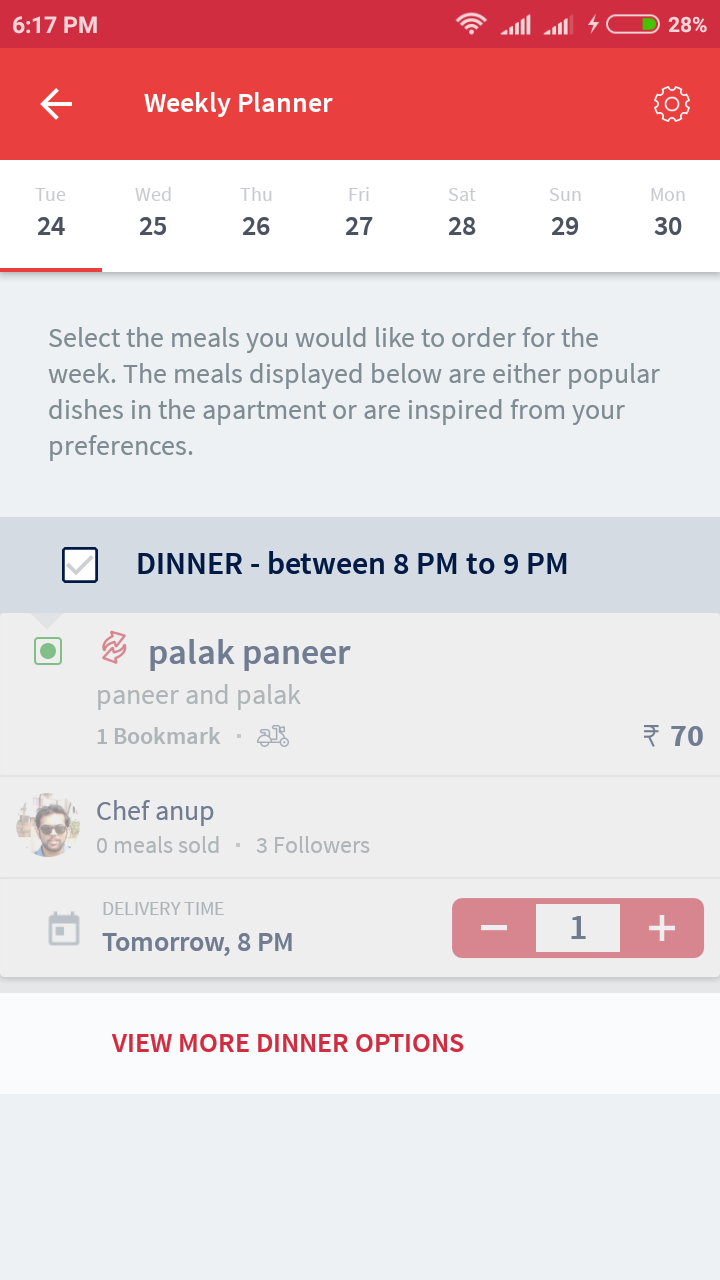 6:17 PM 28%
Weekly Planner
Tue Wed Thu Fri Sat Sun Mon
24 25 26 27 28 29 30
Select the meals you would like to order for the
week. The meals displayed below are either popular
dishes in the apartment or are inspired from your
preferences.
DINNER - between 8 PM to 9 PM
palak paneer
paneer and palak
1 Bookmark · ₹ 70
Chef anup
0 meals sold · 3 Followers
DELIVERY TIME
Tomorrow, 8 PM
− 1 +
VIEW MORE DINNER OPTIONS